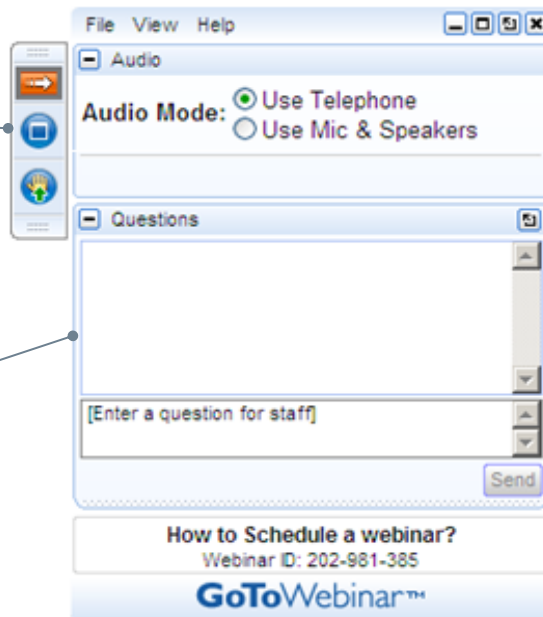 File View Help
Audio
Audio Mode: Use Telephone
Use Mic & Speakers
Questions
[Enter a question for staff]
Send
How to Schedule a webinar?
Webinar ID: 202-981-385
GoToWebinar™